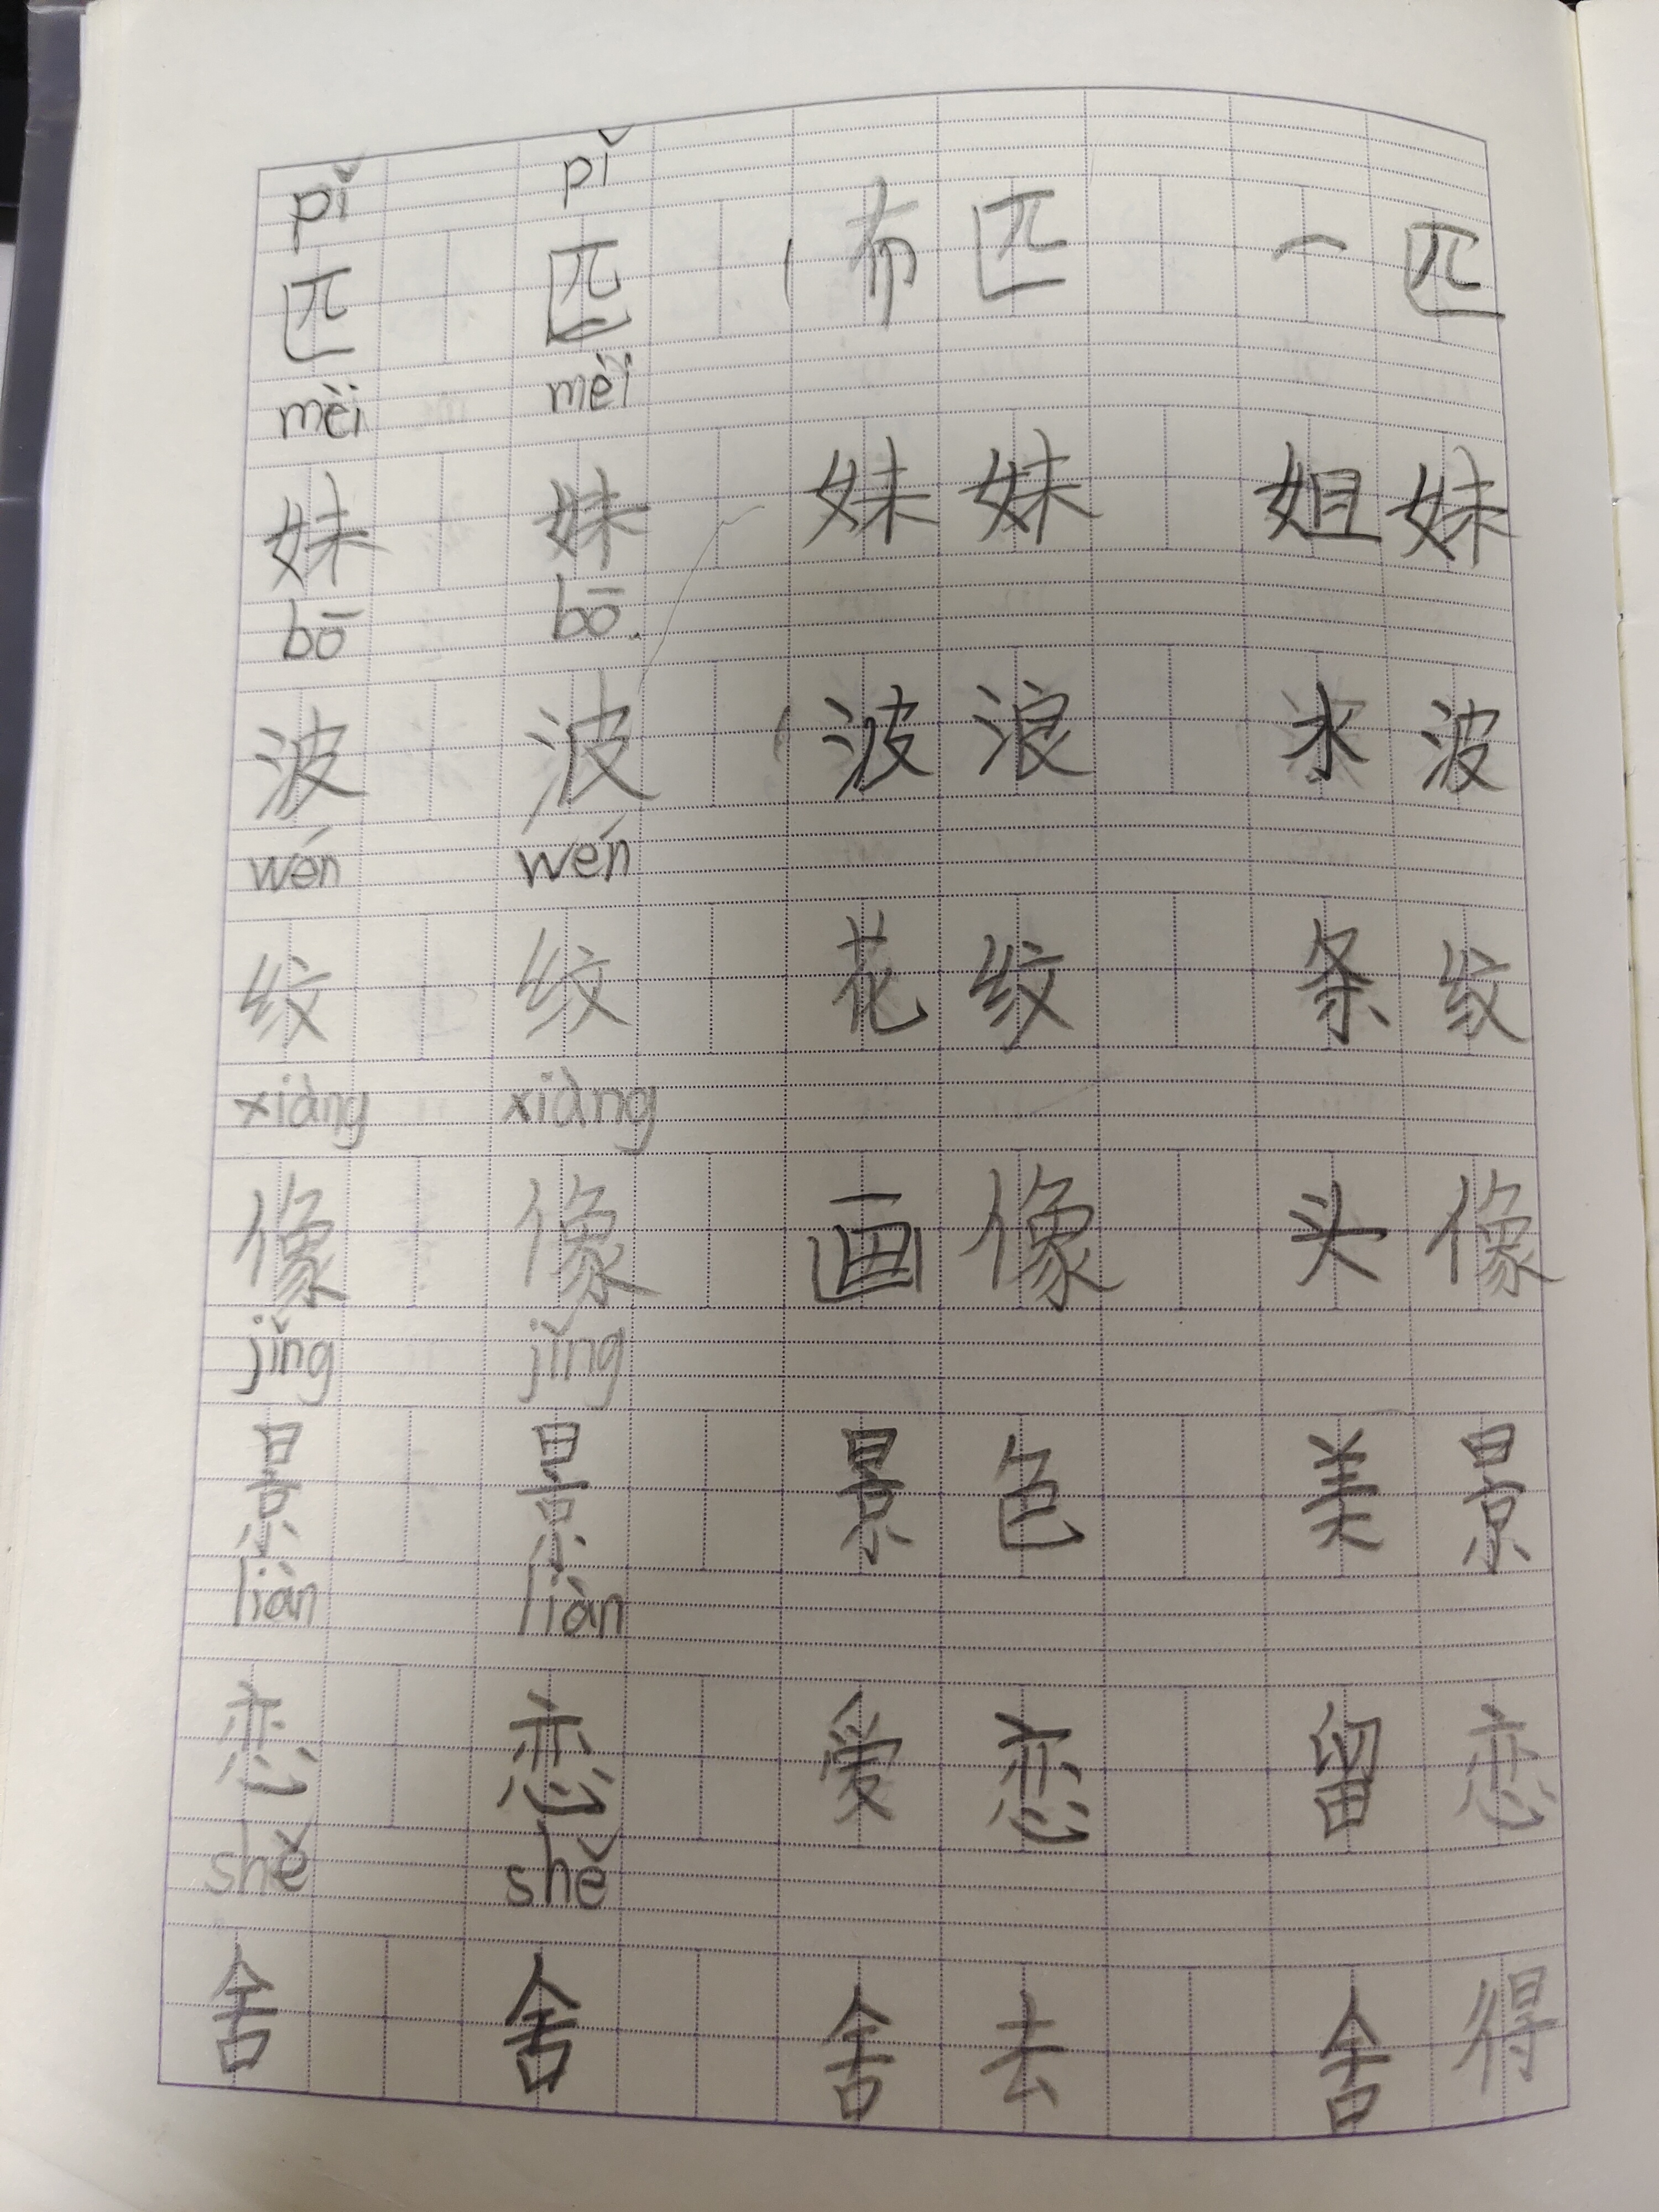 pǐ pǐ
匹 匹 布匹 一匹
mèi mèi
妹 妹 妹妹 姐妹
bō bō
波 波 波浪 水波
wén wén
纹 纹 花纹 条纹
xiàng xiàng
像 像 画像 头像
jǐng jǐng
景 景 景色 美景
liàn liàn
恋 恋 爱恋 留恋
shě shě
舍 舍 舍去 舍得